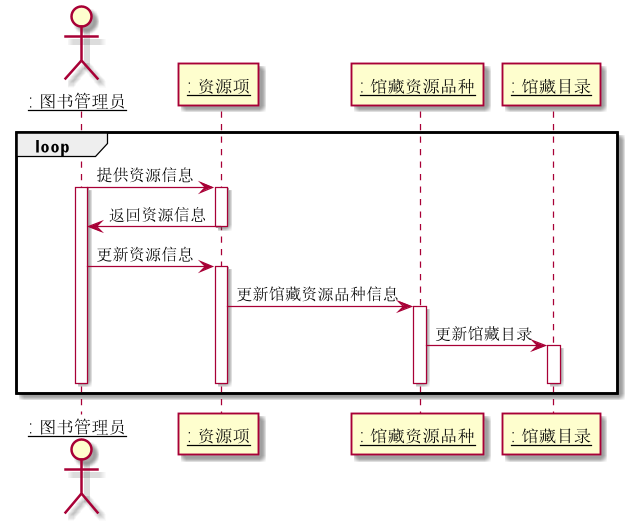 : 图书管理员
: 资源项
: 馆藏资源品种
: 馆藏目录
loop
提供资源信息
返回资源信息
更新资源信息
更新馆藏资源品种信息
更新馆藏目录
: 图书管理员
: 资源项
: 馆藏资源品种
: 馆藏目录